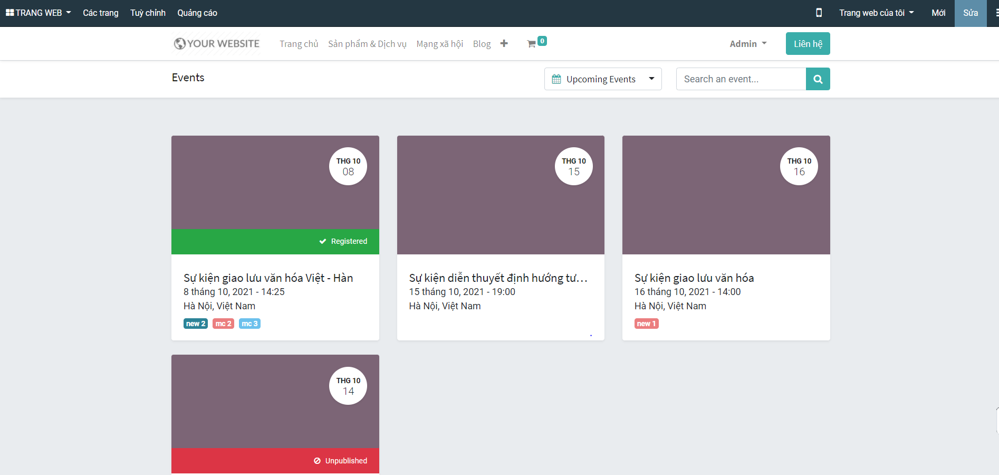 TRANG WEB Các trang Tuỳ chỉnh Quảng cáo Trang web của tôi Mới Sửa
YOUR WEBSITE Trang chủ Sản phẩm & Dịch vụ Mạng xã hội Blog 0 Admin Liên hệ
Events Upcoming Events Search an event...
THG 10
08
Registered
Sự kiện giao lưu văn hóa Việt - Hàn
8 tháng 10, 2021 - 14:25
Hà Nội, Việt Nam
new 2 mc 2 mc 3
THG 10
15
Sự kiện diễn thuyết định hướng tư...
15 tháng 10, 2021 - 19:00
Hà Nội, Việt Nam
THG 10
16
Sự kiện giao lưu văn hóa
16 tháng 10, 2021 - 14:00
Hà Nội, Việt Nam
new 1
THG 10
14
Unpublished